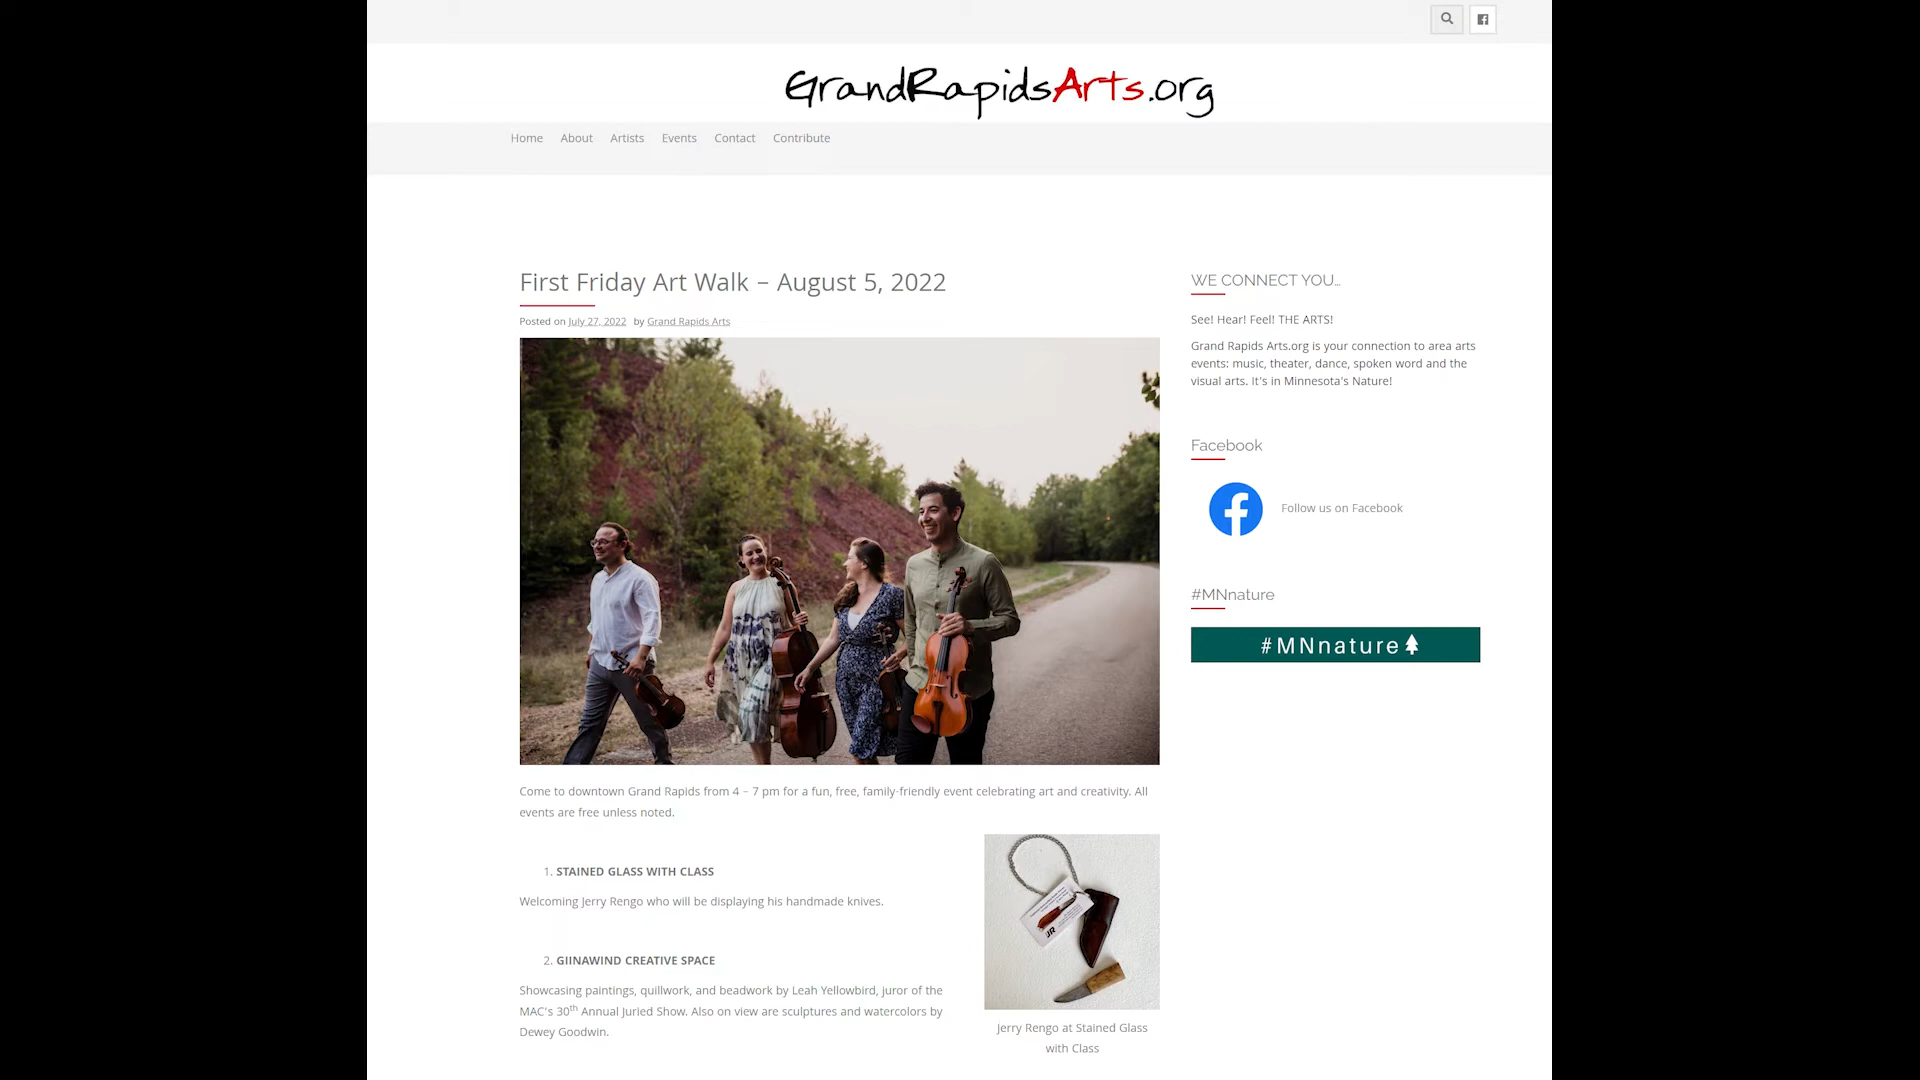 GrandRapidsArts.org
Home About Artists Events Contact Contribute
First Friday Art Walk – August 5, 2022
Posted on July 27, 2022 by Grand Rapids Arts
Come to downtown Grand Rapids from 4 – 7 pm for a fun, free, family-friendly event celebrating art and creativity. All
events are free unless noted.
1. STAINED GLASS WITH CLASS
Welcoming Jerry Rengo who will be displaying his handmade knives.
2. GIINAWIND CREATIVE SPACE
Showcasing paintings, quillwork, and beadwork by Leah Yellowbird, juror of the
MAC's 30th Annual Juried Show. Also on view are sculptures and watercolors by
Dewey Goodwin.
JR
Jerry Rengo at Stained Glass
with Class
WE CONNECT YOU…
See! Hear! Feel! THE ARTS!
Grand Rapids Arts.org is your connection to area arts
events: music, theater, dance, spoken word and the
visual arts. It's in Minnesota's Nature!
Facebook
Follow us on Facebook
#MNnature
#MNnature